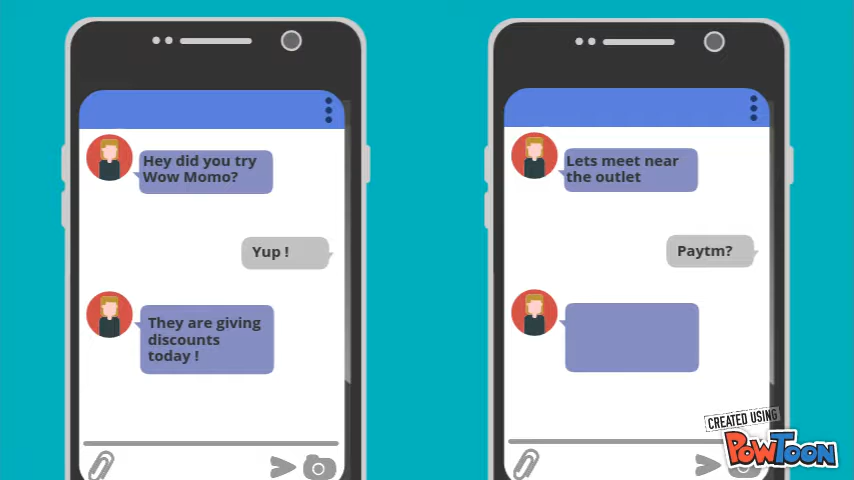 Hey did you try
Wow Momo?
Yup !
They are giving
discounts
today !
Lets meet near
the outlet
Paytm?
CREATED USING
POWTOON